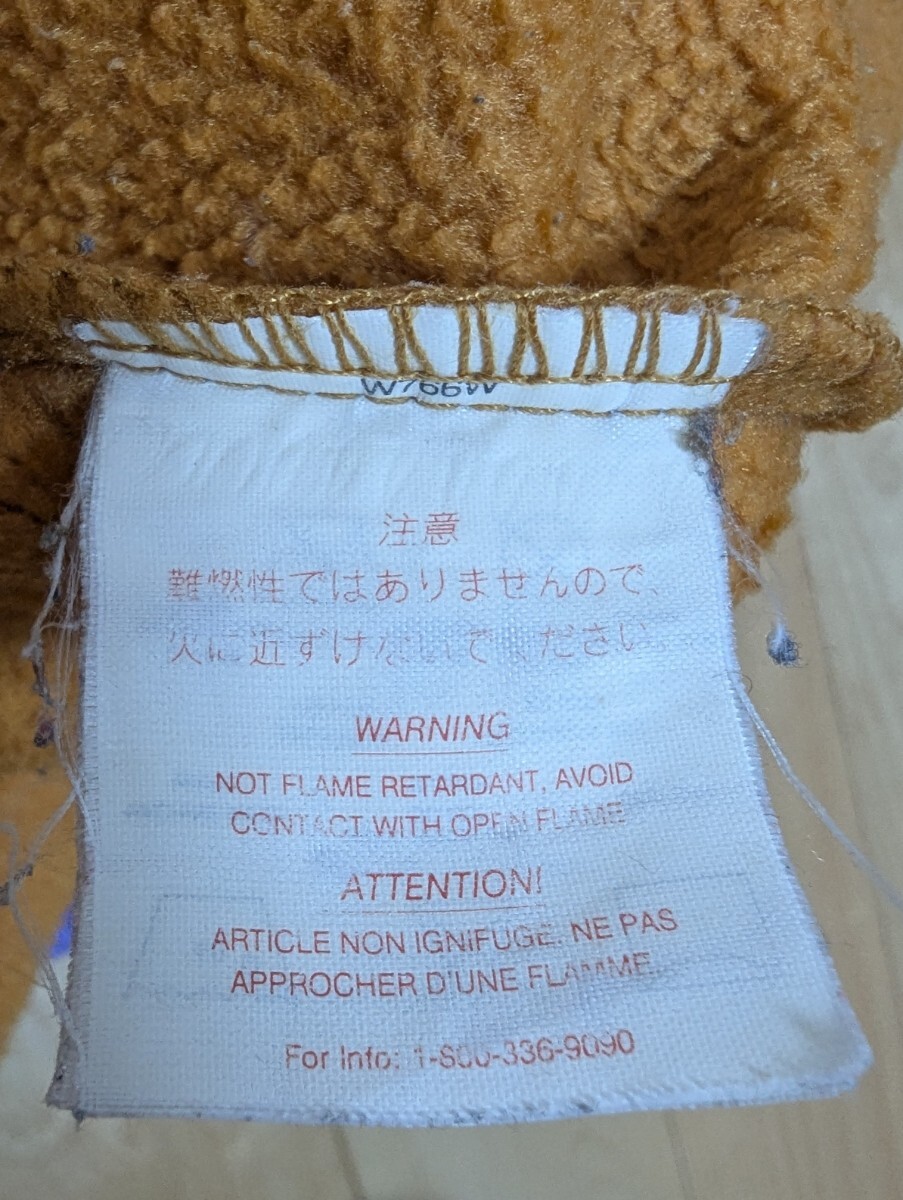 W766W
注意
難燃性ではありませんので、
火に近ずけないでください
WARNING
NOT FLAME RETARDANT, AVOID
CONTACT WITH OPEN FLAME
ATTENTION!
ARTICLE NON IGNIFUGE. NE PAS
APPROCHER D'UNE FLAMME.
For Info: 1-800-336-9090